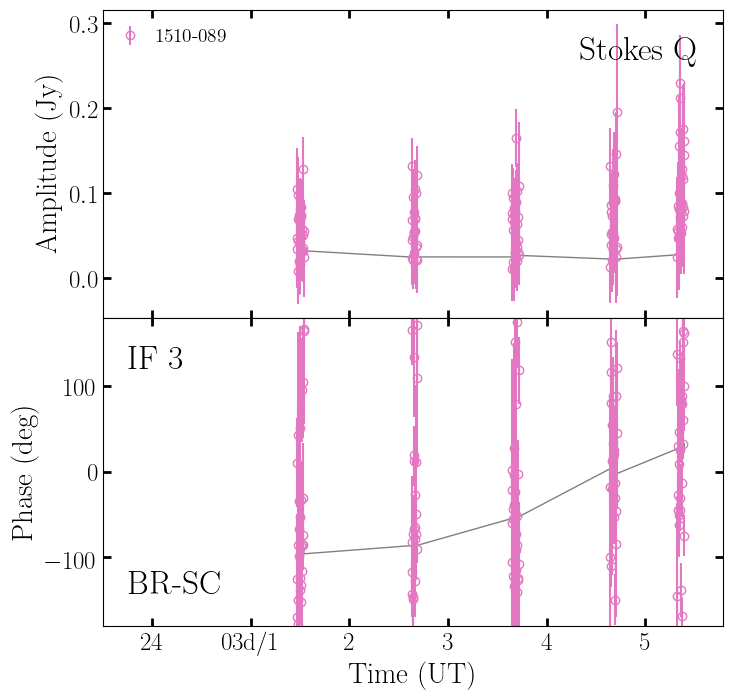 1510-089
Stokes Q
0.3
0.2
0.1
0.0
Amplitude (Jy)
IF 3
100
0
−100
Phase (deg)
BR-SC
24 03d/1 2 3 4 5
Time (UT)